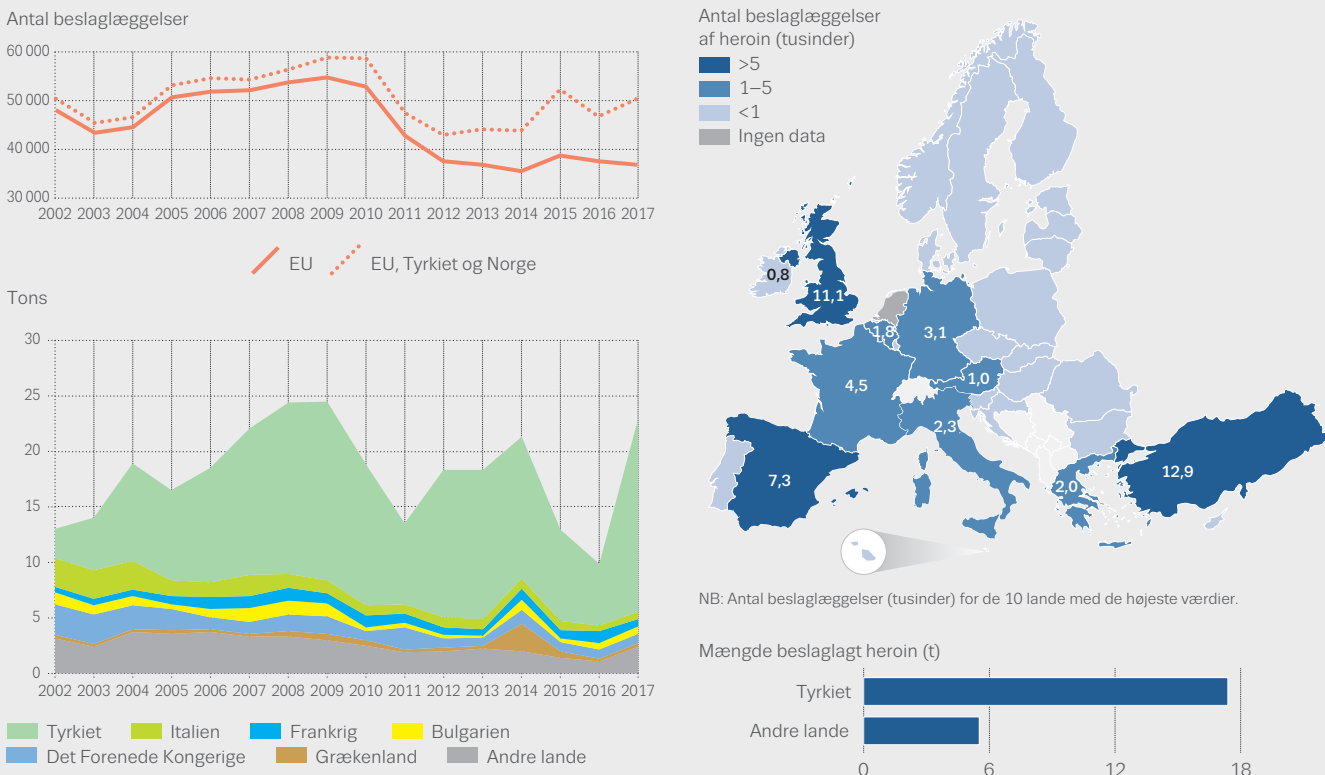 Antal beslaglæggelser
60 000
50 000
40 000
30 000
2002 2003 2004 2005 2006 2007 2008 2009 2010 2011 2012 2013 2014 2015 2016 2017
EU
EU, Tyrkiet og Norge
Tons
30
25
20
15
10
5
0
2002 2003 2004 2005 2006 2007 2008 2009 2010 2011 2012 2013 2014 2015 2016 2017
Tyrkiet Italien Frankrig Bulgarien
Det Forenede Kongerige Grækenland Andre lande
Antal beslaglæggelser
af heroin (tusinder)
>5
1–5
<1
Ingen data
0,8
11,1
1,8
3,1
4,5
1,0
2,3
7,3
2,0
12,9
NB: Antal beslaglæggelser (tusinder) for de 10 lande med de højeste værdier.
Mængde beslaglagt heroin (t)
Tyrkiet
Andre lande
0 6 12 18